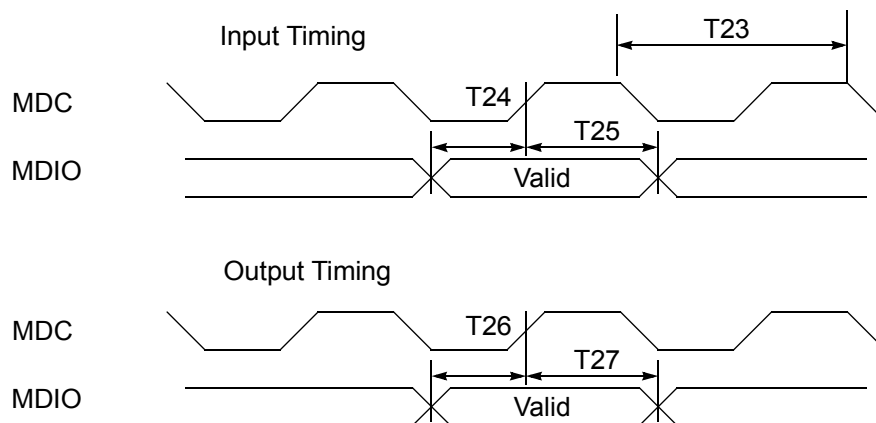 Input Timing
T23
MDC
T24
T25
MDIO
Valid
Output Timing
MDC
T26
T27
MDIO
Valid